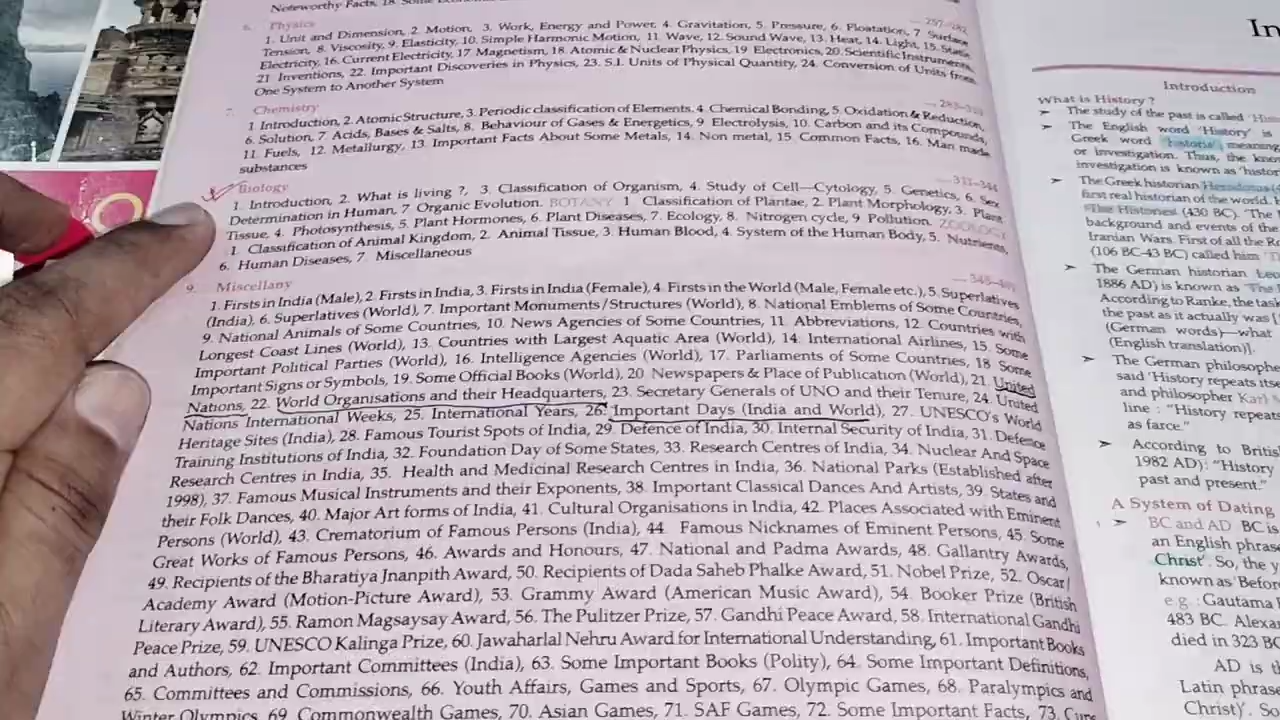 Noteworthy Facts, 18. Some
6. Physics —257-282
1. Unit and Dimension, 2. Motion, 3. Work, Energy and Power, 4. Gravitation, 5. Pressure, 6. Floatation, 7. Surface
Tension, 8. Viscosity, 9. Elasticity, 10. Simple Harmonic Motion, 11. Wave, 12. Sound Wave, 13. Heat, 14. Light, 15. Static
Electricity, 16. Current Electricity, 17. Magnetism, 18. Atomic & Nuclear Physics, 19. Electronics, 20. Scientific Instruments,
21. Inventions, 22. Important Discoveries in Physics, 23. S.I. Units of Physical Quantity, 24. Conversion of Units from
One System to Another System
7. Chemistry
1. Introduction, 2. Atomic Structure, 3. Periodic classification of Elements, 4. Chemical Bonding, 5. Oxidation & Reduction,
6. Solution, 7. Acids, Bases & Salts, 8. Behaviour of Gases & Energetics, 9. Electrolysis, 10. Carbon and its Compounds,
11. Fuels, 12. Metallurgy, 13. Important Facts About Some Metals, 14. Non metal, 15. Common Facts, 16. Man made
substances
Biology
1. Introduction, 2. What is living ?, 3. Classification of Organism, 4. Study of Cell—Cytology, 5. Genetics, 6. Sex
Determination in Human, 7. Organic Evolution. BOTANY 1. Classification of Plantae, 2. Plant Morphology, 3. Plant
Tissue, 4. Photosynthesis, 5. Plant Hormones, 6. Plant Diseases, 7. Ecology, 8. Nitrogen cycle, 9. Pollution. ZOOLOGY
1. Classification of Animal Kingdom, 2. Animal Tissue, 3. Human Blood, 4. System of the Human Body, 5. Nutrients,
6. Human Diseases, 7. Miscellaneous
9. Miscellany
1. Firsts in India (Male), 2. Firsts in India, 3. Firsts in India (Female), 4. Firsts in the World (Male, Female etc.), 5. Superlatives
(India), 6. Superlatives (World), 7. Important Monuments/Structures (World), 8. National Emblems of Some Countries,
9. National Animals of Some Countries, 10. News Agencies of Some Countries, 11. Abbreviations, 12. Countries with
Longest Coast Lines (World), 13. Countries with Largest Aquatic Area (World), 14. International Airlines, 15. Some
Important Political Parties (World), 16. Intelligence Agencies (World), 17. Parliaments of Some Countries, 18. Some
Important Signs or Symbols, 19. Some Official Books (World), 20. Newspapers & Place of Publication (World), 21. United
Nations, 22. World Organisations and their Headquarters, 23. Secretary Generals of UNO and their Tenure, 24. United
Nations International Weeks, 25. International Years, 26. Important Days (India and World), 27. UNESCO's World
Heritage Sites (India), 28. Famous Tourist Spots of India, 29. Defence of India, 30. Internal Security of India, 31. Defence
Training Institutions of India, 32. Foundation Day of Some States, 33. Research Centres of India, 34. Nuclear And Space
Research Centres in India, 35. Health and Medicinal Research Centres in India, 36. National Parks (Established after
1998), 37. Famous Musical Instruments and their Exponents, 38. Important Classical Dances And Artists, 39. States and
their Folk Dances, 40. Major Art forms of India, 41. Cultural Organisations in India, 42. Places Associated with Eminent
Persons (World), 43. Crematorium of Famous Persons (India), 44. Famous Nicknames of Eminent Persons, 45. Some
Great Works of Famous Persons, 46. Awards and Honours, 47. National and Padma Awards, 48. Gallantry Awards,
49. Recipients of the Bharatiya Jnanpith Award, 50. Recipients of Dada Saheb Phalke Award, 51. Nobel Prize, 52. Oscar/
Academy Award (Motion-Picture Award), 53. Grammy Award (American Music Award), 54. Booker Prize (British
Literary Award), 55. Ramon Magsaysay Award, 56. The Pulitzer Prize, 57. Gandhi Peace Award, 58. International Gandhi
Peace Prize, 59. UNESCO Kalinga Prize, 60. Jawaharlal Nehru Award for International Understanding, 61. Important Books
and Authors, 62. Important Committees (India), 63. Some Important Books (Polity), 64. Some Important Definitions,
65. Committees and Commissions, 66. Youth Affairs, Games and Sports, 67. Olympic Games, 68. Paralympics and
Winter Olympics, 69. Commonwealth Games, 70. Asian Games, 71. SAF Games, 72. Some Important Facts, 73.
In
Introduction
What is History ?
The study of the past is called
The English word 'History' is
Greek word 'historia', meaning
or investigation. Thus, the
investigation is known as
The Greek historian Herodotus
first real historian of the world.
The Histories (430 BC). 'The
background and events of the
Iranian Wars. First of all the
(106 BC-43 BC) called him
The German historian
1886 AD) is known as 'The
According to Ranke, the task
the past as it actually was
(German words)—what
(English translation)].
The German philosopher
said 'History repeats
and philosopher Karl
line : "History repeats
as farce."
According to British
1982 AD): "History
past and present."
A System of Dating
BC and AD BC is
an English phrase
Christ'. So, the
known as 'Before
e.g. : Gautama
483 BC. Alexander
died in 323 BC
AD is the
Latin phrase
Christ)'. So